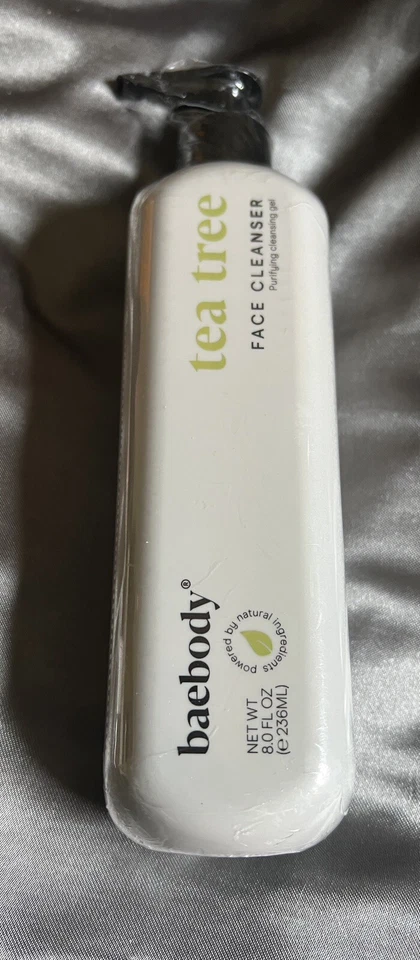 tea tree
FACE CLEANSER
Purifying cleansing gel
baebody®
powered by natural ingredients
NET WT
8.0 FL OZ
(℮236ML)